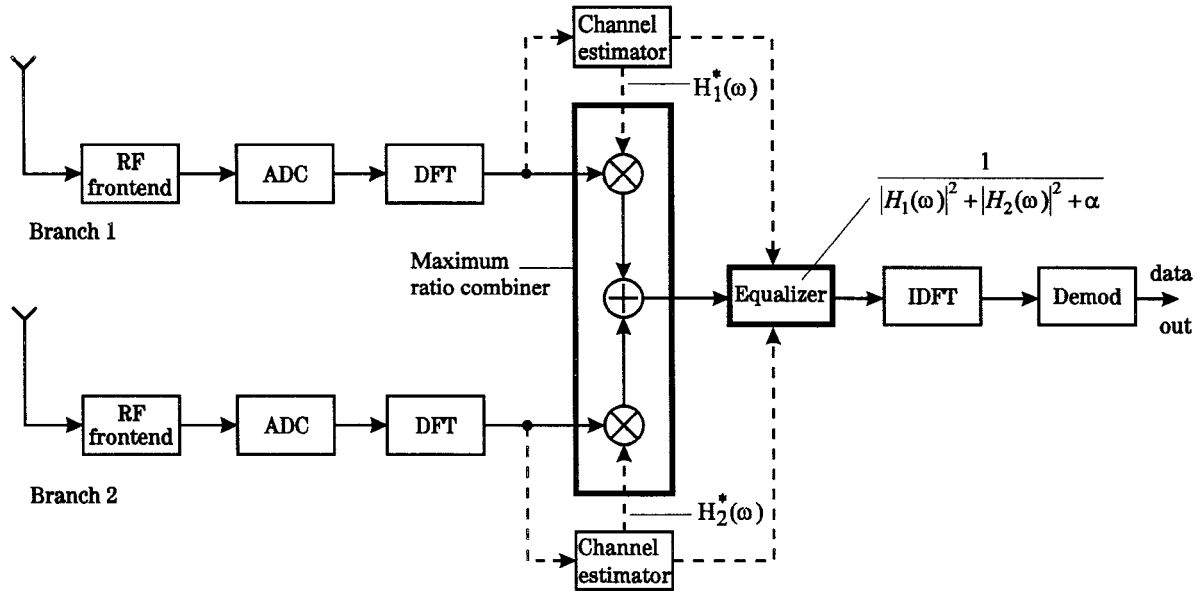 Channel
estimator
H₁*(ω)
RF
frontend
ADC
DFT
Branch 1
Maximum
ratio combiner
1
|H₁(ω)|² + |H₂(ω)|² + α
Equalizer
IDFT
Demod
data
out
RF
frontend
ADC
DFT
Branch 2
H₂*(ω)
Channel
estimator